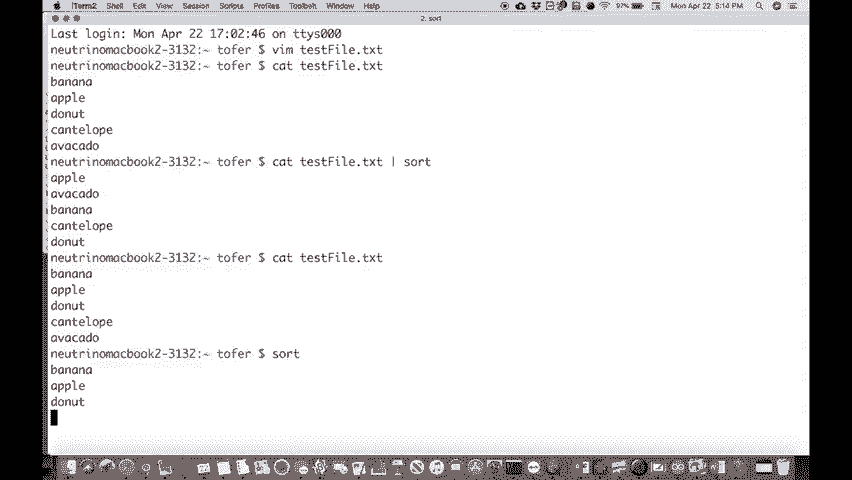 iTerm2 Shell Edit View Session Scripts Profiles Toolbelt Window Help 97% Mon Apr 22 5:14 PM
2. sort
Last login: Mon Apr 22 17:02:46 on ttys000
neutrinomacbook2-3132:~ tofer $ vim testFile.txt
neutrinomacbook2-3132:~ tofer $ cat testFile.txt
banana
apple
donut
cantelope
avacado
neutrinomacbook2-3132:~ tofer $ cat testFile.txt | sort
apple
avacado
banana
cantelope
donut
neutrinomacbook2-3132:~ tofer $ cat testFile.txt
banana
apple
donut
cantelope
avacado
neutrinomacbook2-3132:~ tofer $ sort
banana
apple
donut